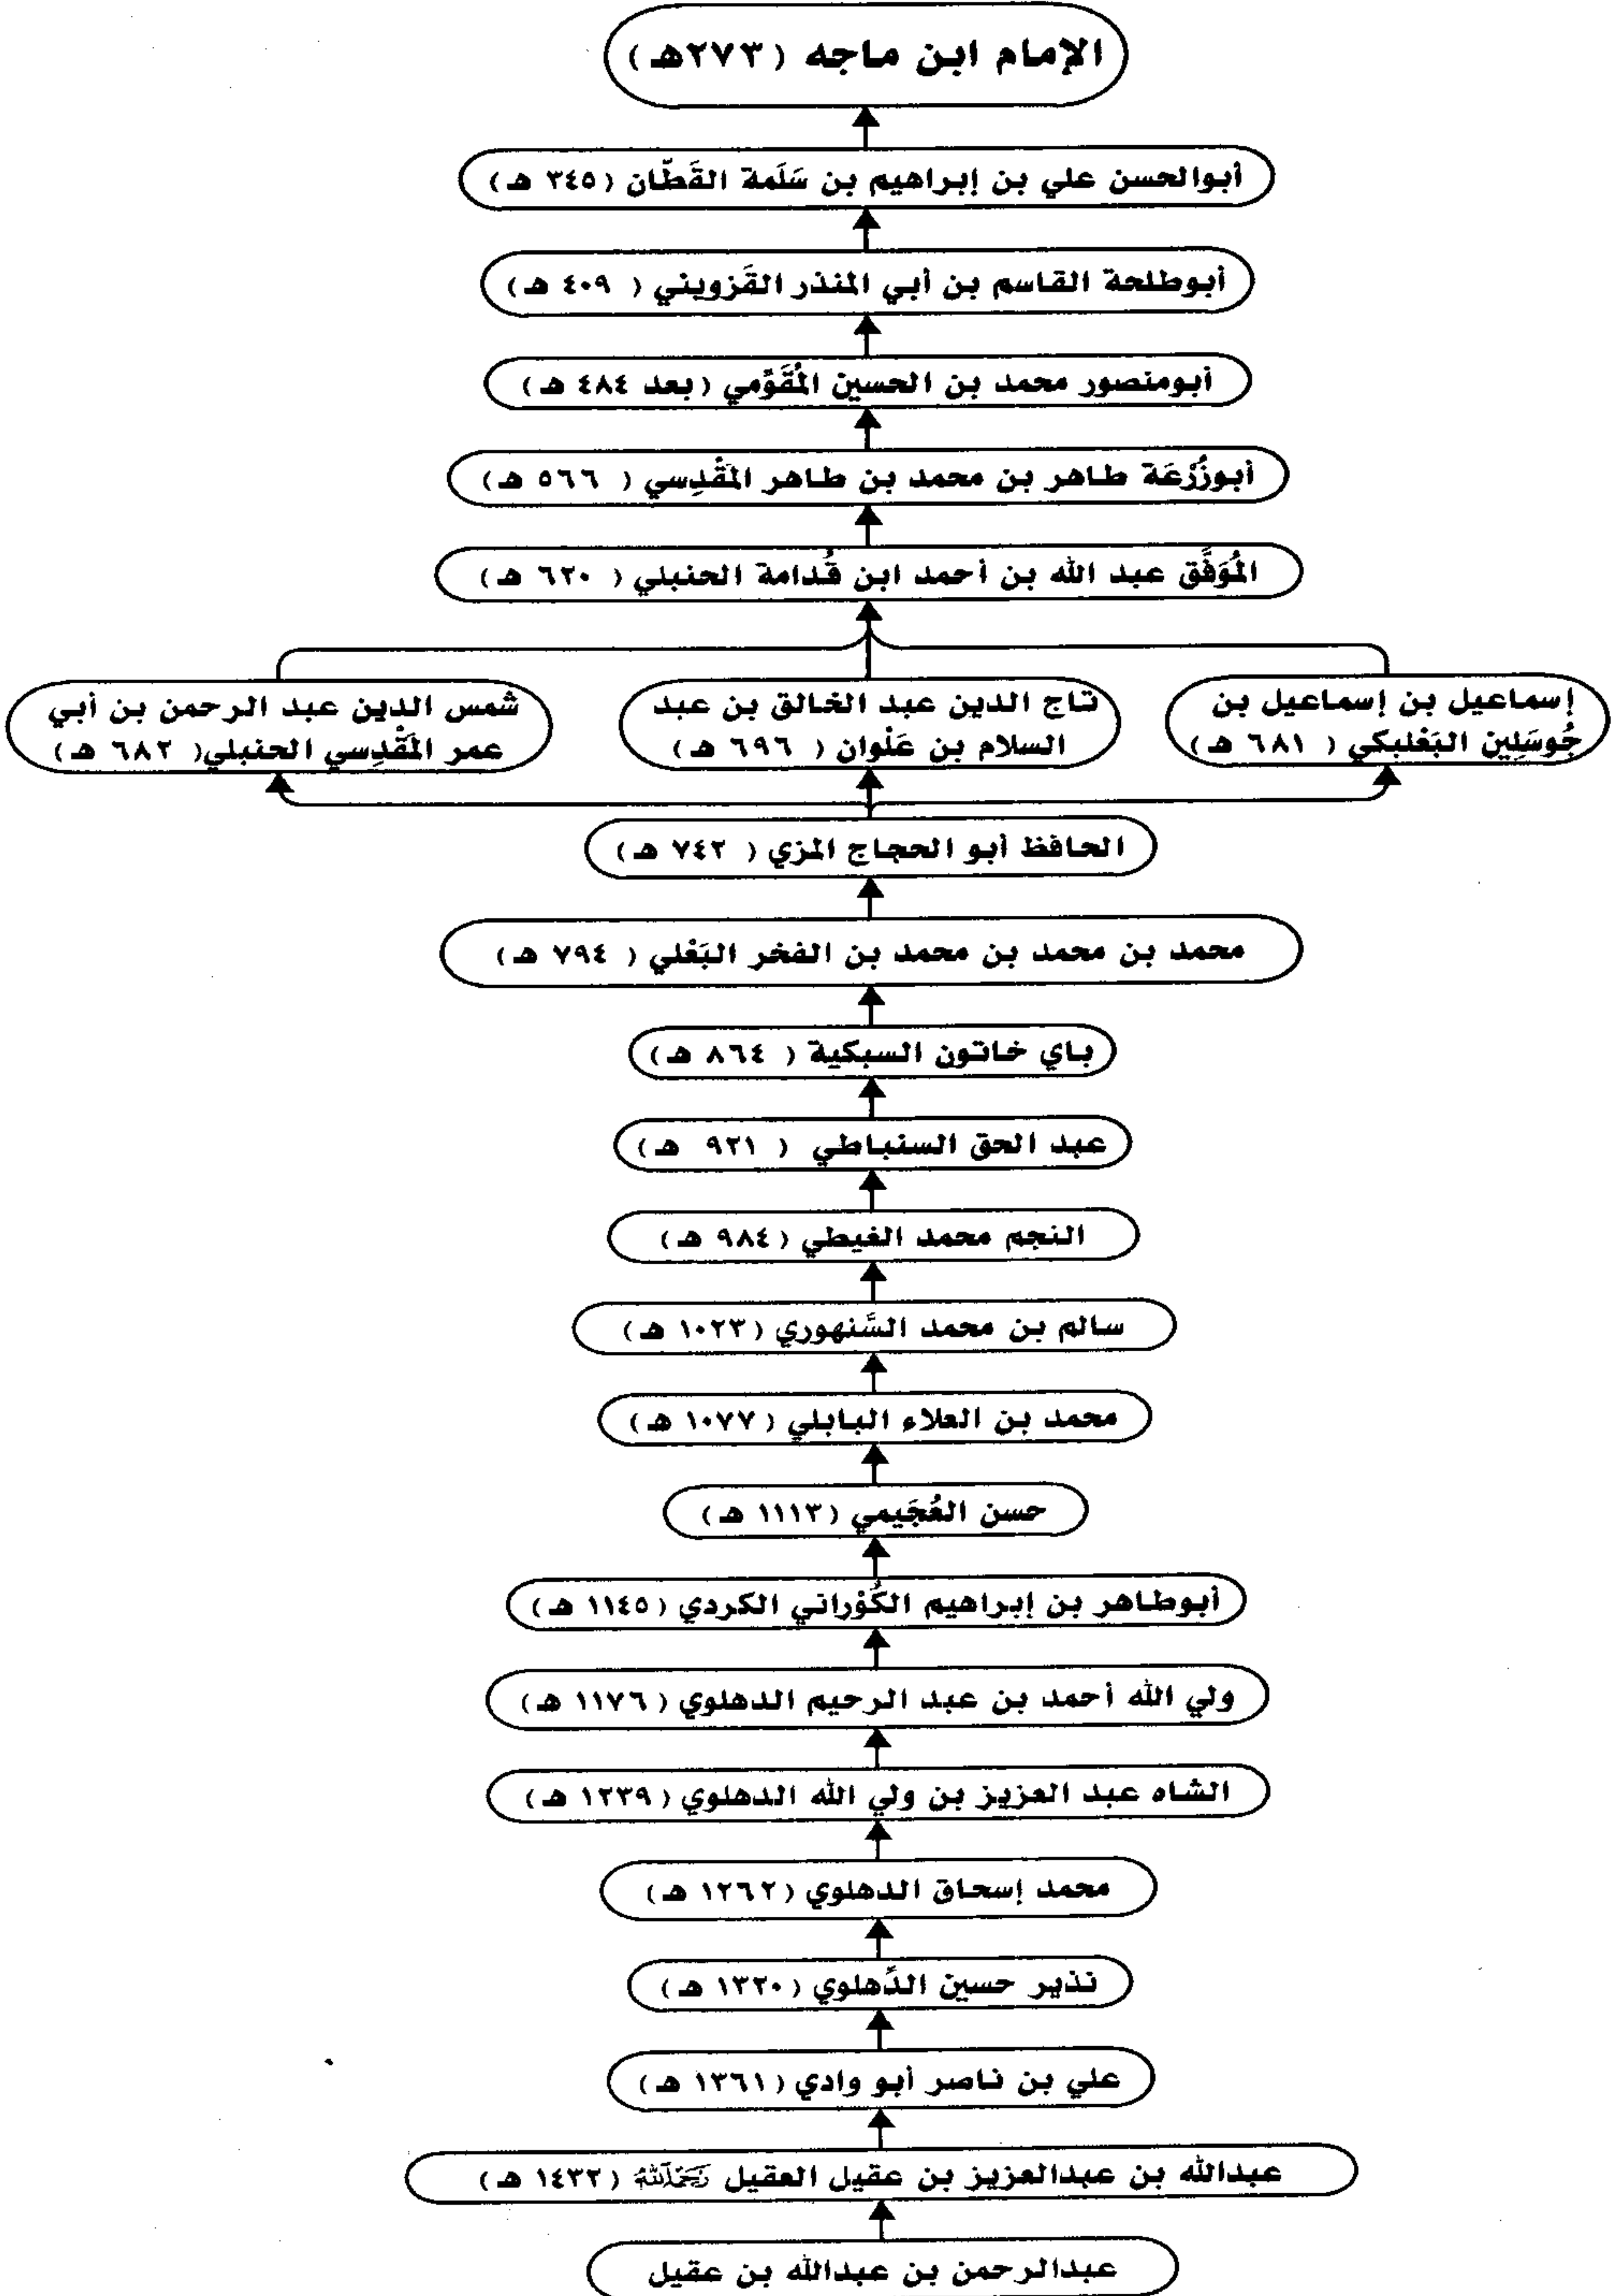 الإمام ابن ماجه (٢٧٣هـ)
أبوالحسن علي بن إبراهيم بن سَلَمة القَطّان (٣٤٥ هـ)
أبوطلحة القاسم بن أبي المنذر القَزويني ( ٤٠٩ هـ)
أبومنصور محمد بن الحسين المُقَوِّمي (بعد ٤٨٤ هـ)
أبوزُرْعَة طاهر بن محمد بن طاهر المَقْدِسي ( ٥٦٦ هـ)
المُوَفَّق عبد الله بن أحمد ابن قُدامة الحنبلي ( ٦٢٠ هـ)
إسماعيل بن إسماعيل بن
جُوسَلِين البَعْلبكي ( ٦٨١ هـ)
تاج الدين عبد الخالق بن عبد
السلام بن عَلْوان ( ٦٩٦ هـ)
شمس الدين عبد الرحمن بن أبي
عمر المَقْدِسي الحنبلي( ٦٨٢ هـ)
الحافظ أبو الحجاج المزي ( ٧٤٢ هـ)
محمد بن محمد بن محمد بن الفخر البَعْلي ( ٧٩٤ هـ)
باي خاتون السبكية ( ٨٦٤ هـ)
عبد الحق السنباطي ( ٩٣١ هـ)
النجم محمد الغيطي (٩٨٤ هـ)
سالم بن محمد السَّنهوري (١٠٢٣ هـ)
محمد بن العلاء البابلي (١٠٧٧ هـ)
حسن العُجَيمي (١١١٣ هـ)
أبوطاهر بن إبراهيم الكُوْراني الكردي (١١٤٥ هـ)
ولي الله أحمد بن عبد الرحيم الدهلوي (١١٧٦ هـ)
الشاه عبد العزيز بن ولي الله الدهلوي (١٢٣٩ هـ)
محمد إسحاق الدهلوي (١٢٦٢ هـ)
نذير حسين الدِّهلوي (١٣٢٠ هـ)
علي بن ناصر أبو وادي (١٣٦١ هـ)
عبدالله بن عبدالعزيز بن عقيل العقيل رَحِمَهُ اللَّهُ (١٤٣٢ هـ)
عبدالرحمن بن عبدالله بن عقيل